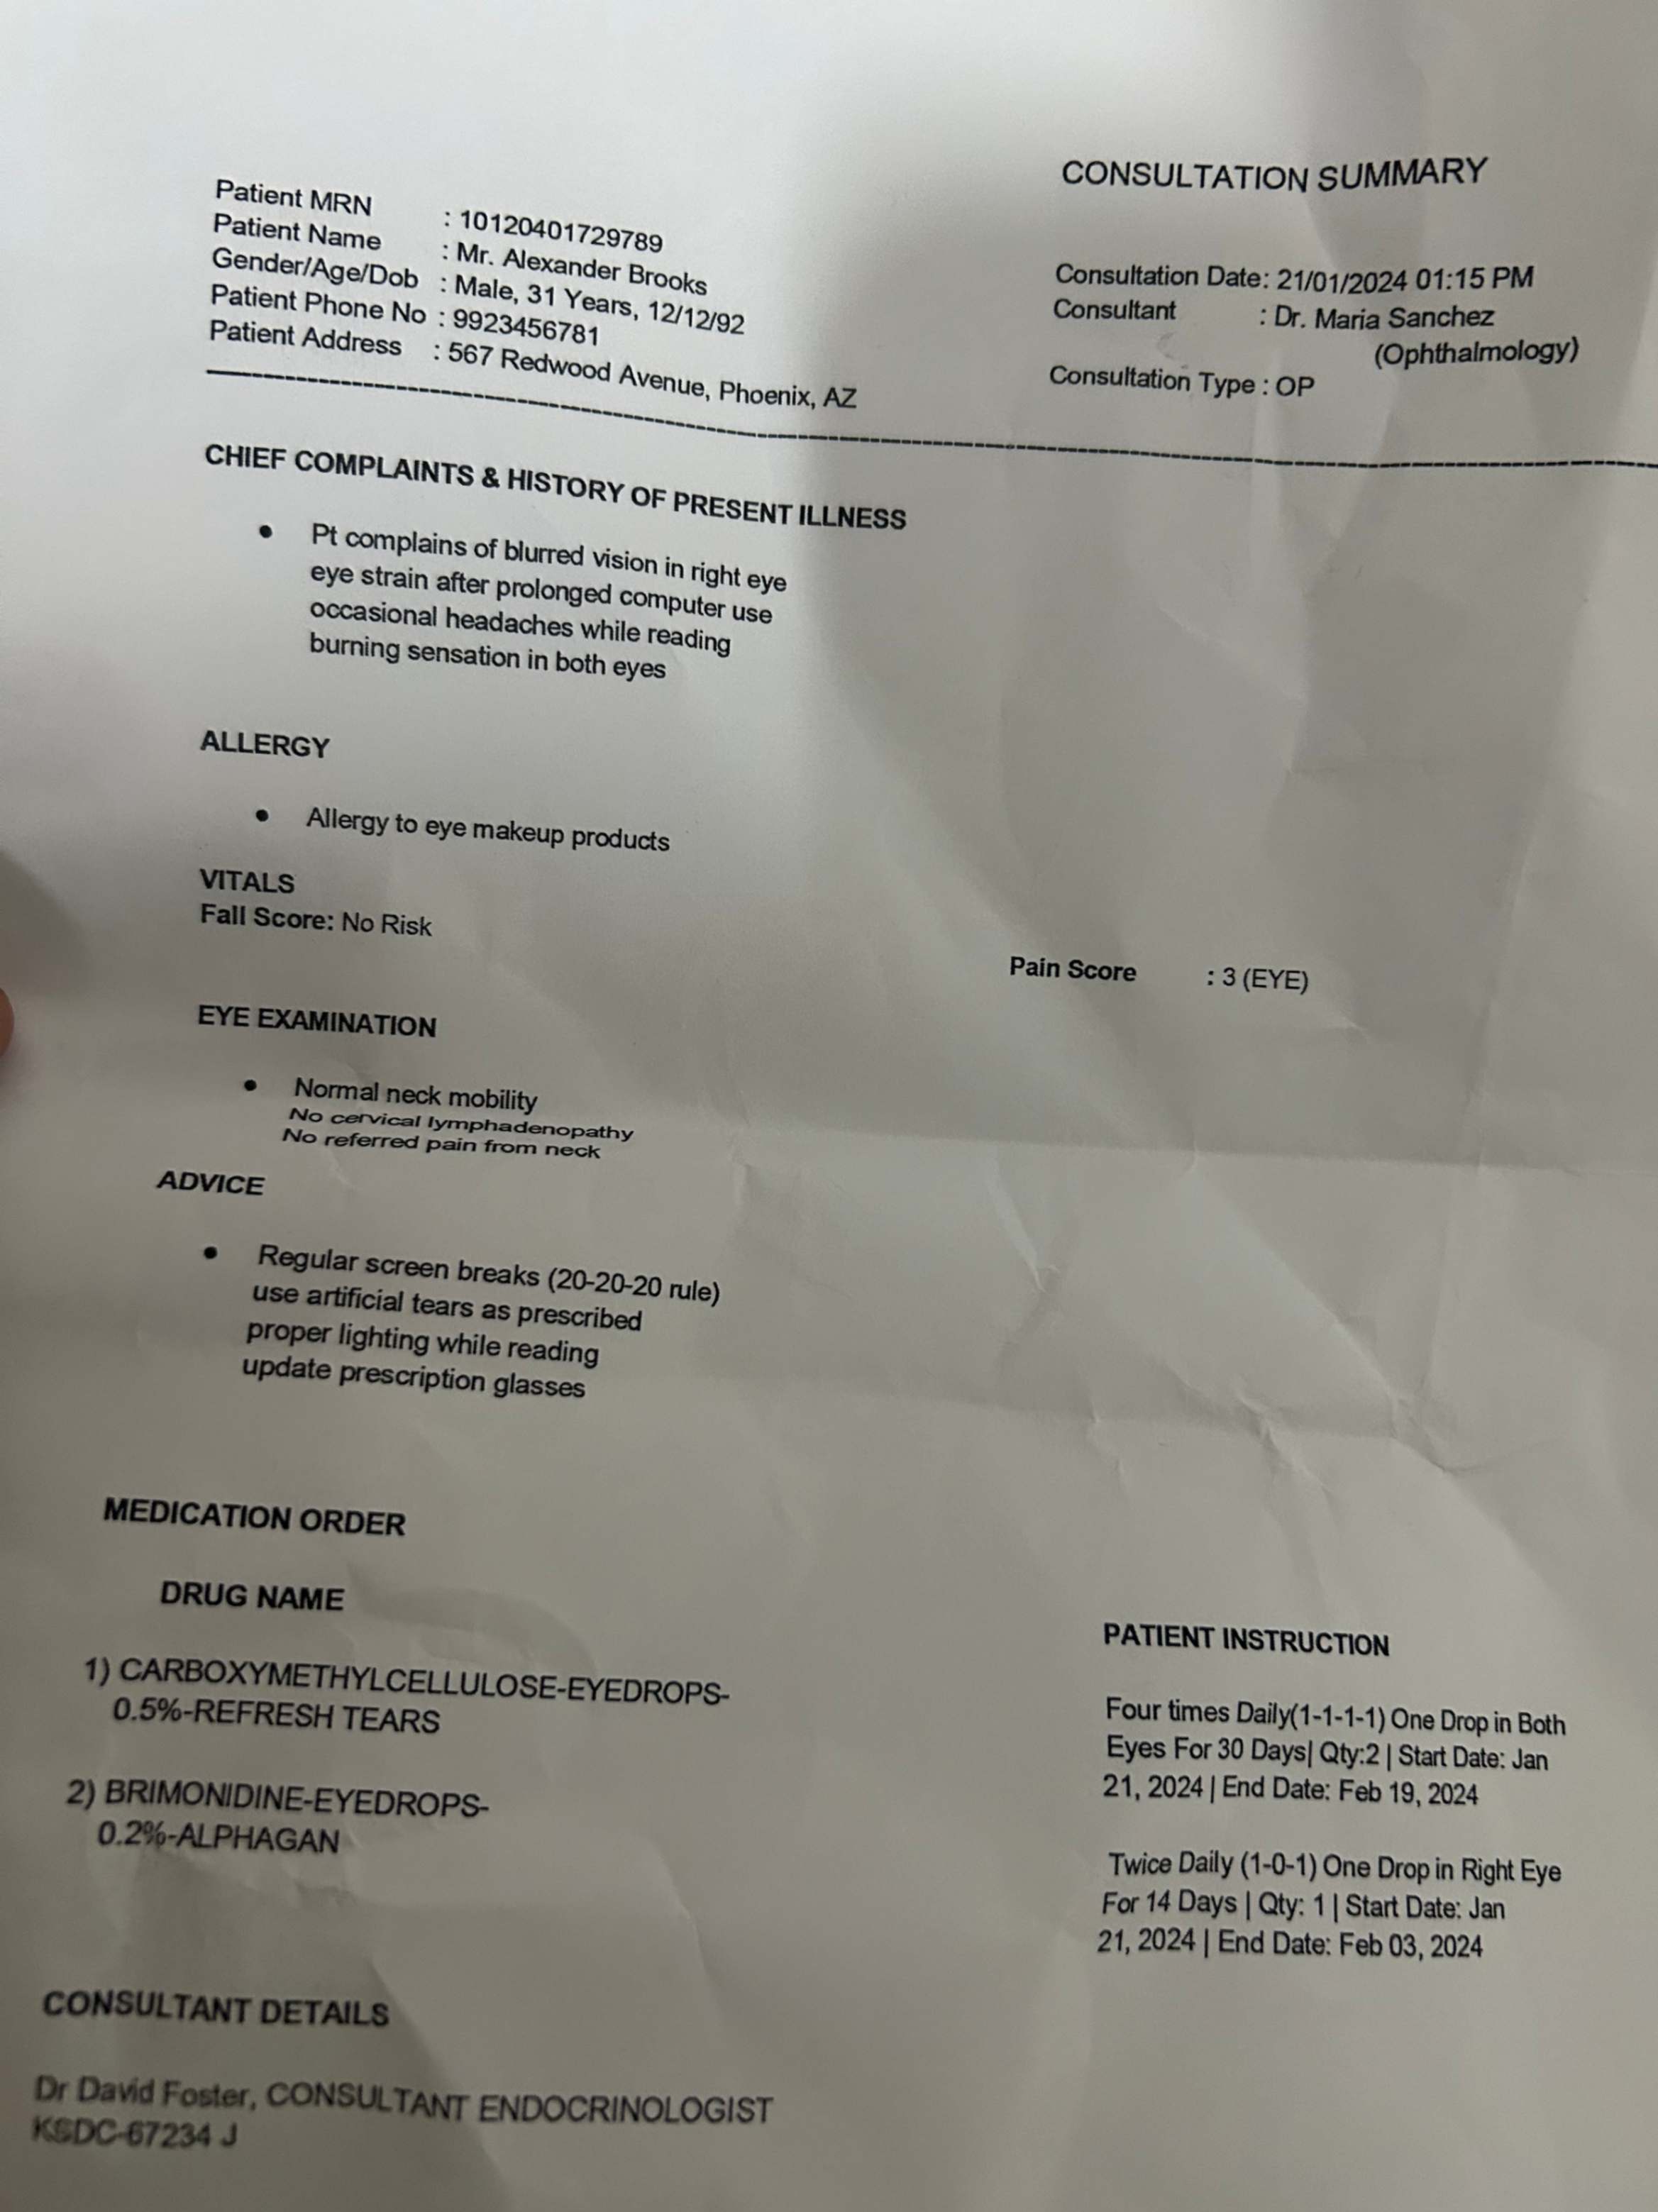 CONSULTATION SUMMARY
Patient MRN : 10120401729789
Patient Name : Mr. Alexander Brooks
Gender/Age/Dob : Male, 31 Years, 12/12/92
Patient Phone No : 9923456781
Patient Address : 567 Redwood Avenue, Phoenix, AZ
Consultation Date: 21/01/2024 01:15 PM
Consultant : Dr. Maria Sanchez
(Ophthalmology)
Consultation Type : OP
CHIEF COMPLAINTS & HISTORY OF PRESENT ILLNESS
• Pt complains of blurred vision in right eye
eye strain after prolonged computer use
occasional headaches while reading
burning sensation in both eyes
ALLERGY
• Allergy to eye makeup products
VITALS
Fall Score: No Risk
Pain Score : 3 (EYE)
EYE EXAMINATION
• Normal neck mobility
No cervical lymphadenopathy
No referred pain from neck
ADVICE
• Regular screen breaks (20-20-20 rule)
use artificial tears as prescribed
proper lighting while reading
update prescription glasses
MEDICATION ORDER
DRUG NAME
PATIENT INSTRUCTION
1) CARBOXYMETHYLCELLULOSE-EYEDROPS-
0.5%-REFRESH TEARS
Four times Daily(1-1-1-1) One Drop in Both
Eyes For 30 Days| Qty:2 | Start Date: Jan
21, 2024 | End Date: Feb 19, 2024
2) BRIMONIDINE-EYEDROPS-
0.2%-ALPHAGAN
Twice Daily (1-0-1) One Drop in Right Eye
For 14 Days | Qty: 1 | Start Date: Jan
21, 2024 | End Date: Feb 03, 2024
CONSULTANT DETAILS
Dr David Foster, CONSULTANT ENDOCRINOLOGIST
KSDC-67234 J